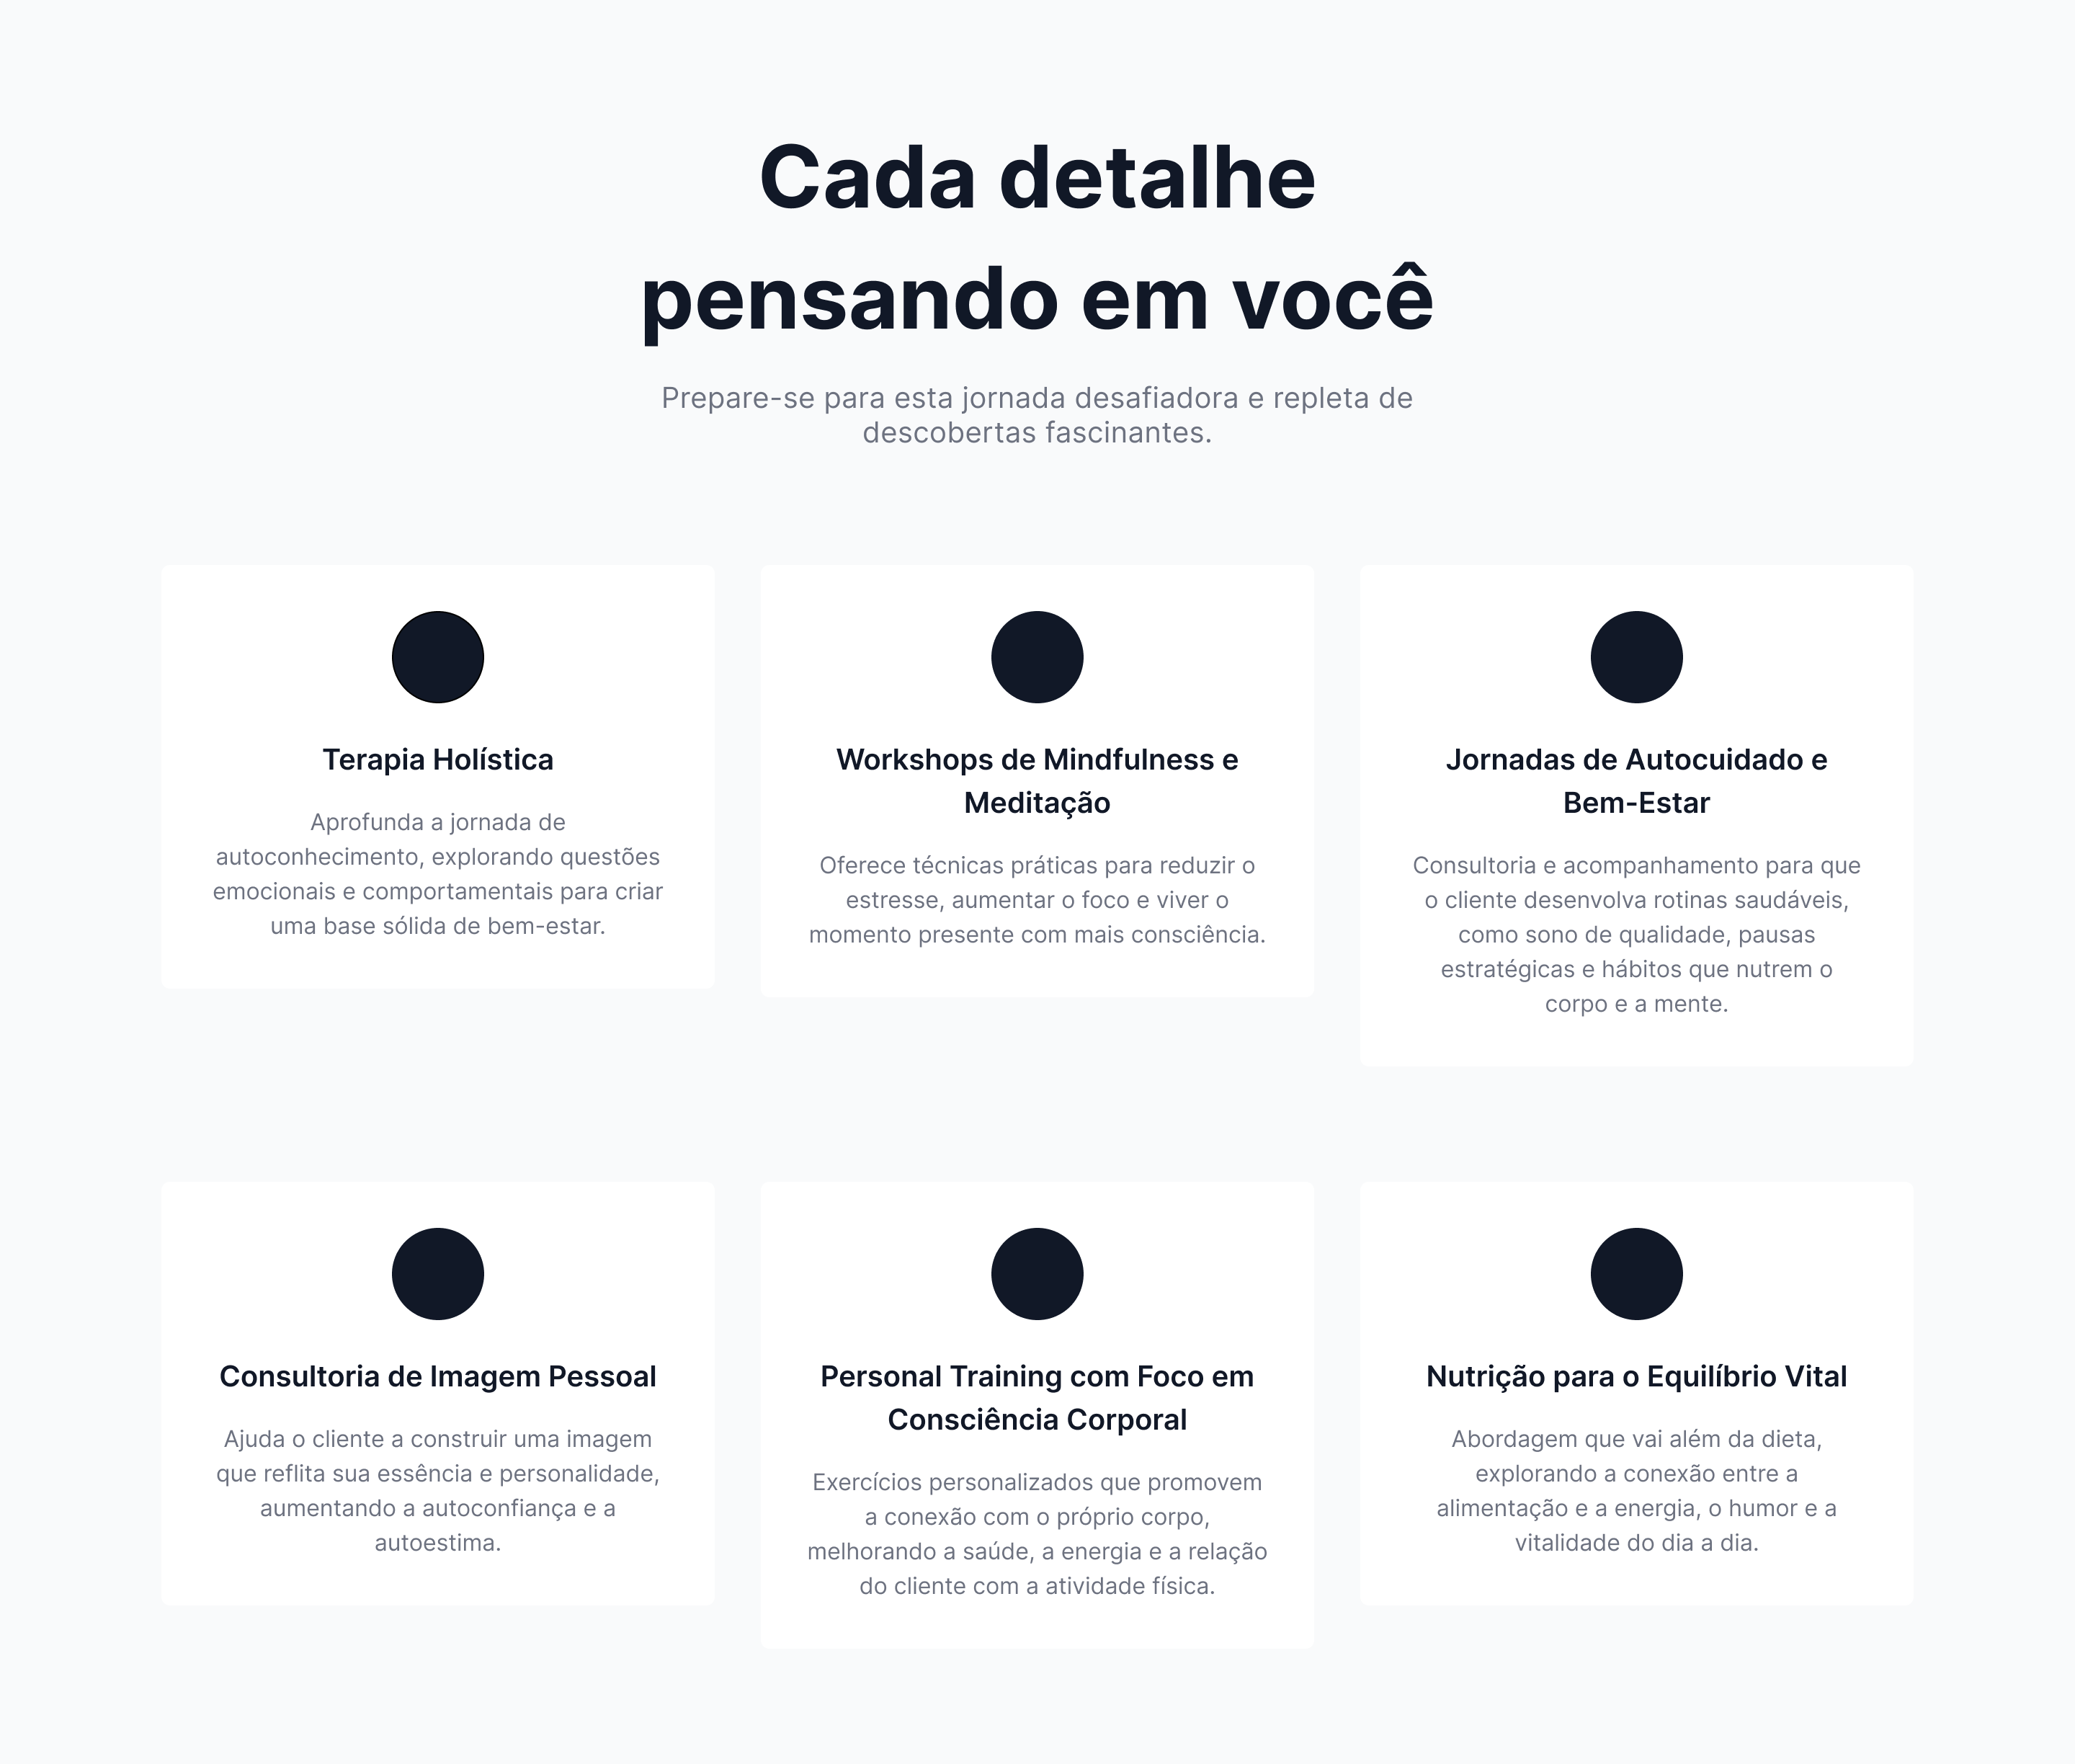 Cada detalhe
pensando em você
Prepare-se para esta jornada desafiadora e repleta de
descobertas fascinantes.
Terapia Holística
Aprofunda a jornada de
autoconhecimento, explorando questões
emocionais e comportamentais para criar
uma base sólida de bem-estar.
Workshops de Mindfulness e
Meditação
Oferece técnicas práticas para reduzir o
estresse, aumentar o foco e viver o
momento presente com mais consciência.
Jornadas de Autocuidado e
Bem-Estar
Consultoria e acompanhamento para que
o cliente desenvolva rotinas saudáveis,
como sono de qualidade, pausas
estratégicas e hábitos que nutrem o
corpo e a mente.
Consultoria de Imagem Pessoal
Ajuda o cliente a construir uma imagem
que reflita sua essência e personalidade,
aumentando a autoconfiança e a
autoestima.
Personal Training com Foco em
Consciência Corporal
Exercícios personalizados que promovem
a conexão com o próprio corpo,
melhorando a saúde, a energia e a relação
do cliente com a atividade física.
Nutrição para o Equilíbrio Vital
Abordagem que vai além da dieta,
explorando a conexão entre a
alimentação e a energia, o humor e a
vitalidade do dia a dia.